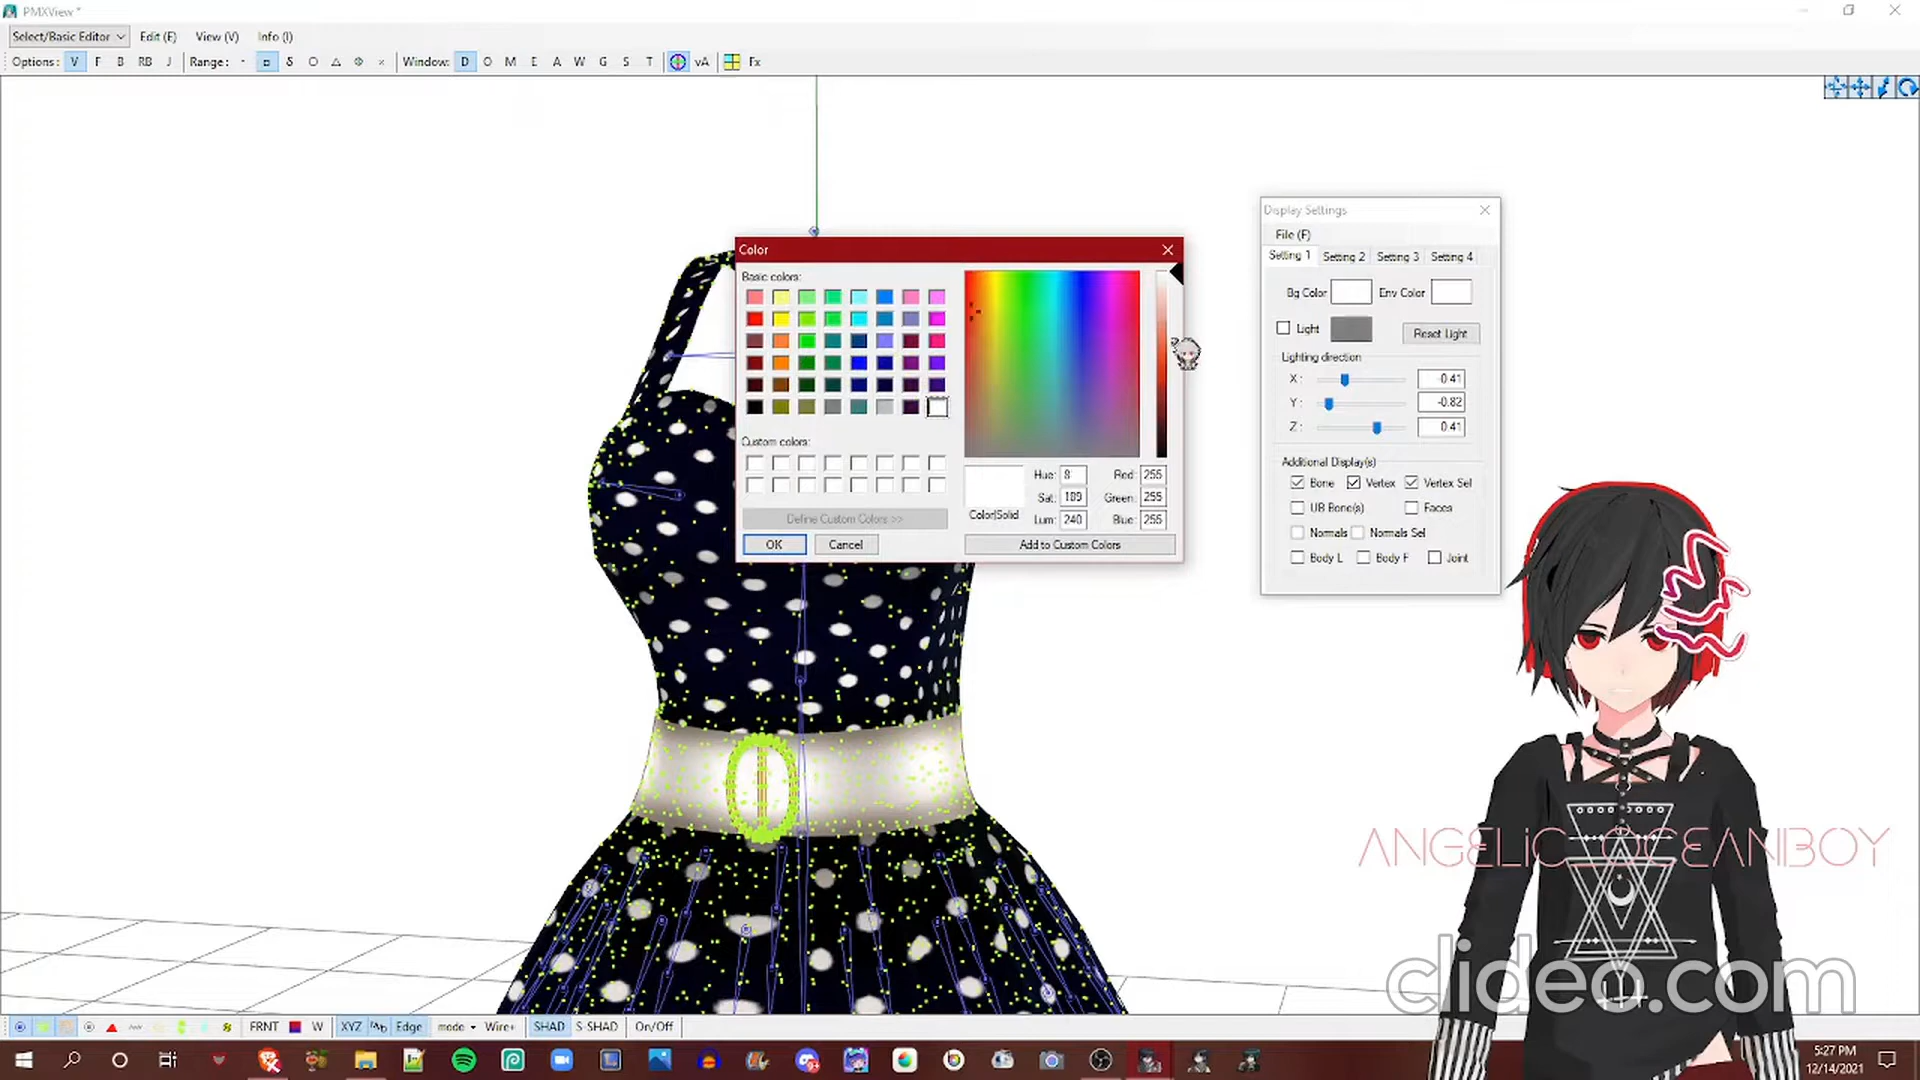 PMXView *
Select/Basic Editor Edit (E) View (V) Info (I)
Options: V F B RB J Range: Window: D O M E A W G S T vA Fx
Color
Basic colors:
Custom colors:
Define Custom Colors >>
OK Cancel
Color|Solid
Hue: 8 Red: 255
Sat: 189 Green: 255
Lum: 240 Blue: 255
Add to Custom Colors
Display Settings
File (F)
Setting 1 Setting 2 Setting 3 Setting 4
Bg Color Env Color
Light Reset Light
Lighting direction
X: -0.41
Y: -0.82
Z: 0.41
Additional Display(s)
Bone Vertex Vertex Sel
UB Bone(s) Faces
Normals Normals Sel
Body L Body F Joint
ANGELIC OCEANIBOY
clideo.com
FRNT W XYZ Edge mode Wire+ SHAD S-SHAD On/Off
5:27 PM
12/14/2021